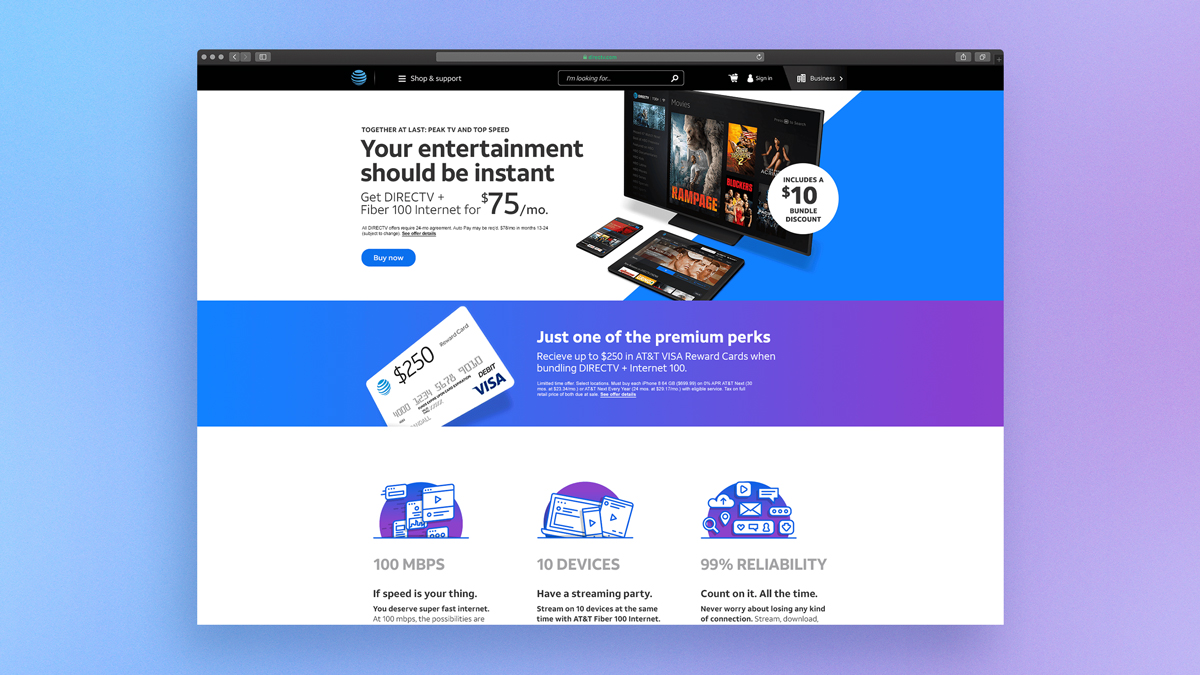 Shop & support
I'm looking for...
Sign in
Business
TOGETHER AT LAST: PEAK TV AND TOP SPEED
Your entertainment
should be instant
Get DIRECTV +
Fiber 100 Internet for $75/mo.
All DIRECTV offers require 24-mo agreement. Auto Pay may be req'd. $78/mo in months 13-24
(subject to change). See offer details
Buy now
DIRECTV
Movies
RAMPAGE
BLOCKERS
INCLUDES A
$10
BUNDLE
DISCOUNT
$250
Reward Card
4000 1234 5678 9010
DEBIT
VISA
Just one of the premium perks
Recieve up to $250 in AT&T VISA Reward Cards when
bundling DIRECTV + Internet 100.
Limited time offer. Select locations. Must buy each iPhone 8 64 GB ($699.99) on 0% APR AT&T Next (30
mos. at $23.34/mo.) or AT&T Next Every Year (24 mos. at $29.17/mo.) with eligible service. Tax on full
retail price of both due at sale. See offer details
100 MBPS
10 DEVICES
99% RELIABILITY
If speed is your thing.
Have a streaming party.
Count on it. All the time.
You deserve super fast internet.
At 100 mbps, the possibilities are
Stream on 10 devices at the same
time with AT&T Fiber 100 Internet.
Never worry about losing any kind
of connection. Stream, download,